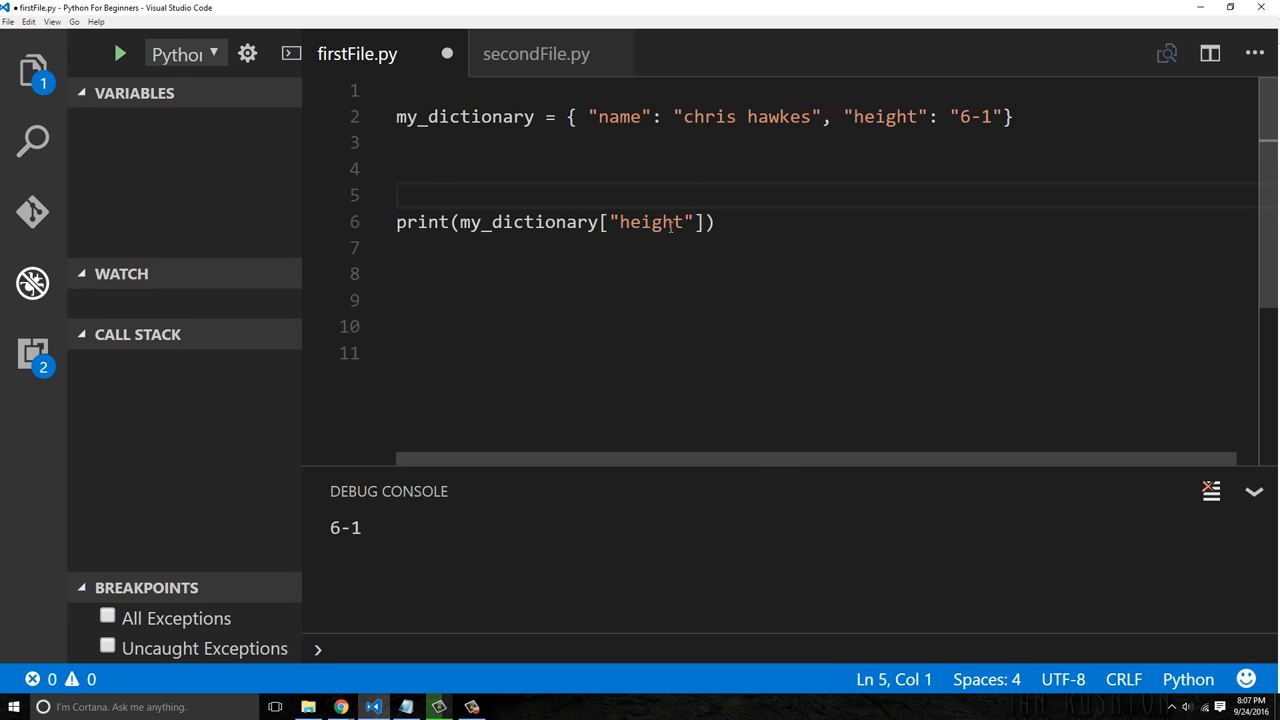 ● firstFile.py - Python For Beginners - Visual Studio Code
File Edit View Go Help
Python
firstFile.py
secondFile.py
1
VARIABLES
WATCH
CALL STACK
2
BREAKPOINTS
All Exceptions
Uncaught Exceptions
1
2 my_dictionary = { "name": "chris hawkes", "height": "6-1"}
3
4
5
6 print(my_dictionary["height"])
7
8
9
10
11
DEBUG CONSOLE
6-1
0 0
Ln 5, Col 1 Spaces: 4 UTF-8 CRLF Python
I'm Cortana. Ask me anything.
8:07 PM
9/24/2016